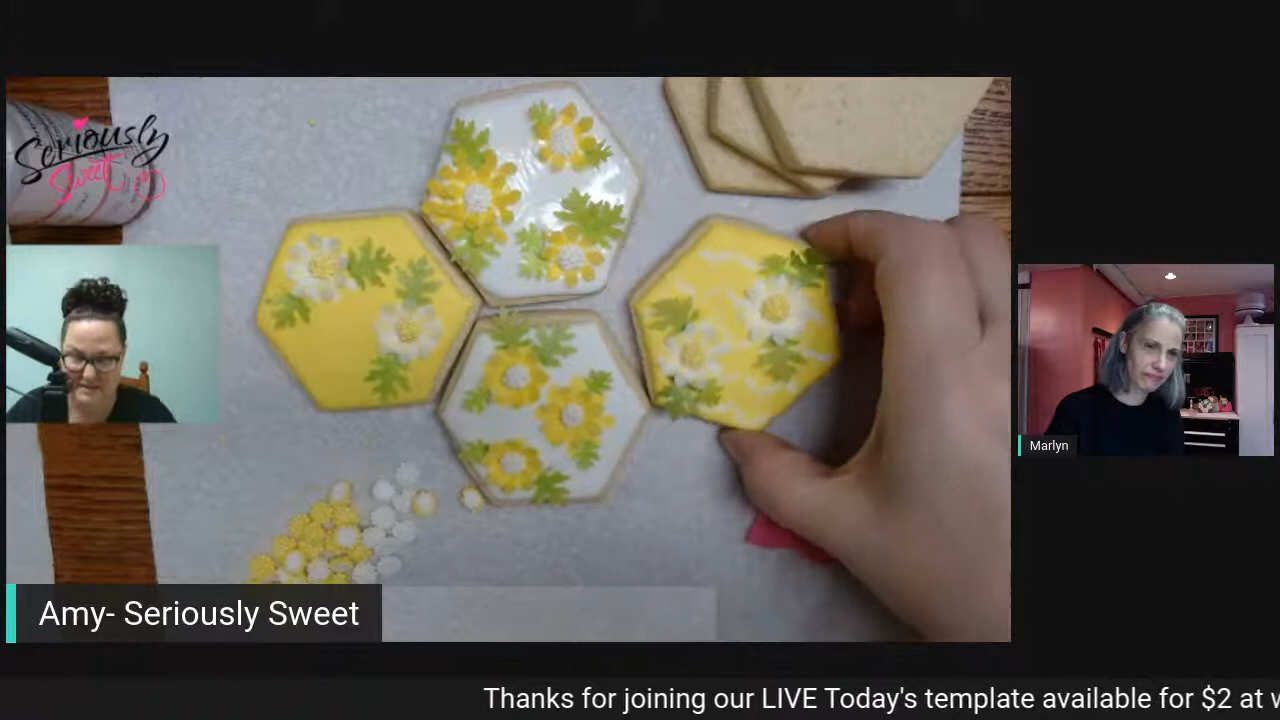 Seriously
Sweet
Marlyn
Amy- Seriously Sweet
Thanks for joining our LIVE Today's template available for $2 at